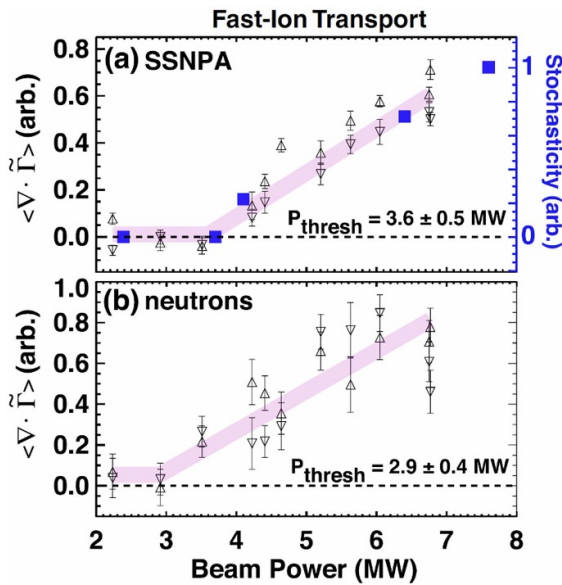 Fast-Ion Transport
(a) SSNPA
<∇· Γ̃ > (arb.)
0.8
0.6
0.4
0.2
0.0
P_thresh = 3.6 ± 0.5 MW
1
0
Stochasticity (arb.)
(b) neutrons
<∇· Γ̃ > (arb.)
1.0
0.8
0.6
0.4
0.2
0.0
P_thresh = 2.9 ± 0.4 MW
2 3 4 5 6 7 8
Beam Power (MW)